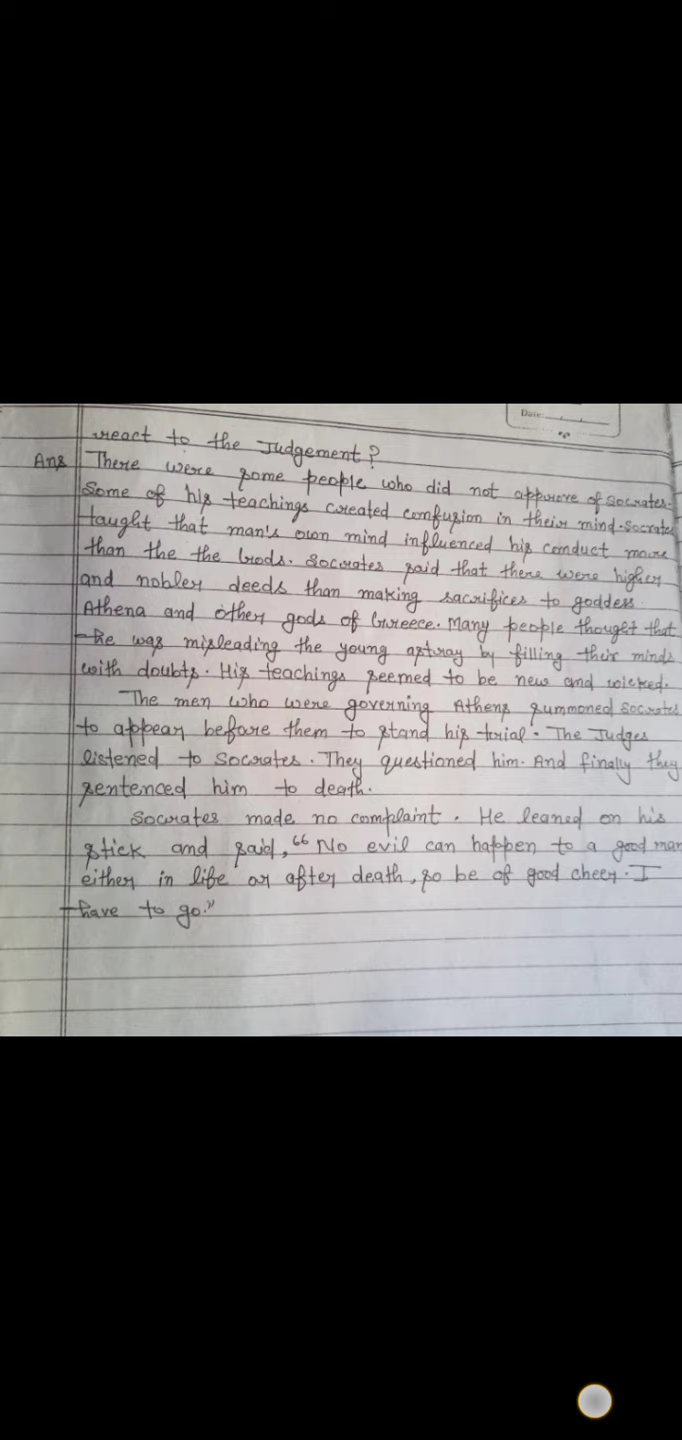 Date:
react to the Judgement?
Ans There were some people who did not approve of Socrates.
Some of his teachings created confusion in their mind. Socrates
taught that man's own mind influenced his conduct more
than the the Gods. Socrates said that there were higher
and nobler deeds than making sacrifices to goddess
Athena and other gods of Greece. Many people thought that
he was misleading the young astray by filling their minds
with doubts. His teachings seemed to be new and wicked.
The men who were governing Athens summoned Socrates
to appear before them to stand his trial. The Judges
listened to Socrates. They questioned him. And finally they
sentenced him to death.
Socrates made no complaint. He leaned on his
stick and said, “No evil can happen to a good man
either in life or after death, so be of good cheer. I
have to go.”